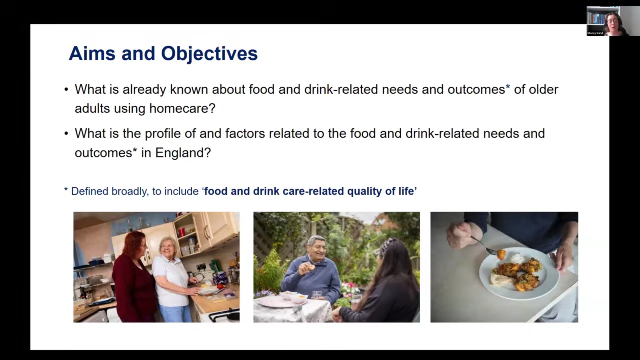 Aims and Objectives
• What is already known about food and drink-related needs and outcomes* of older
adults using homecare?
• What is the profile of and factors related to the food and drink-related needs and
outcomes* in England?
* Defined broadly, to include ‘food and drink care-related quality of life’